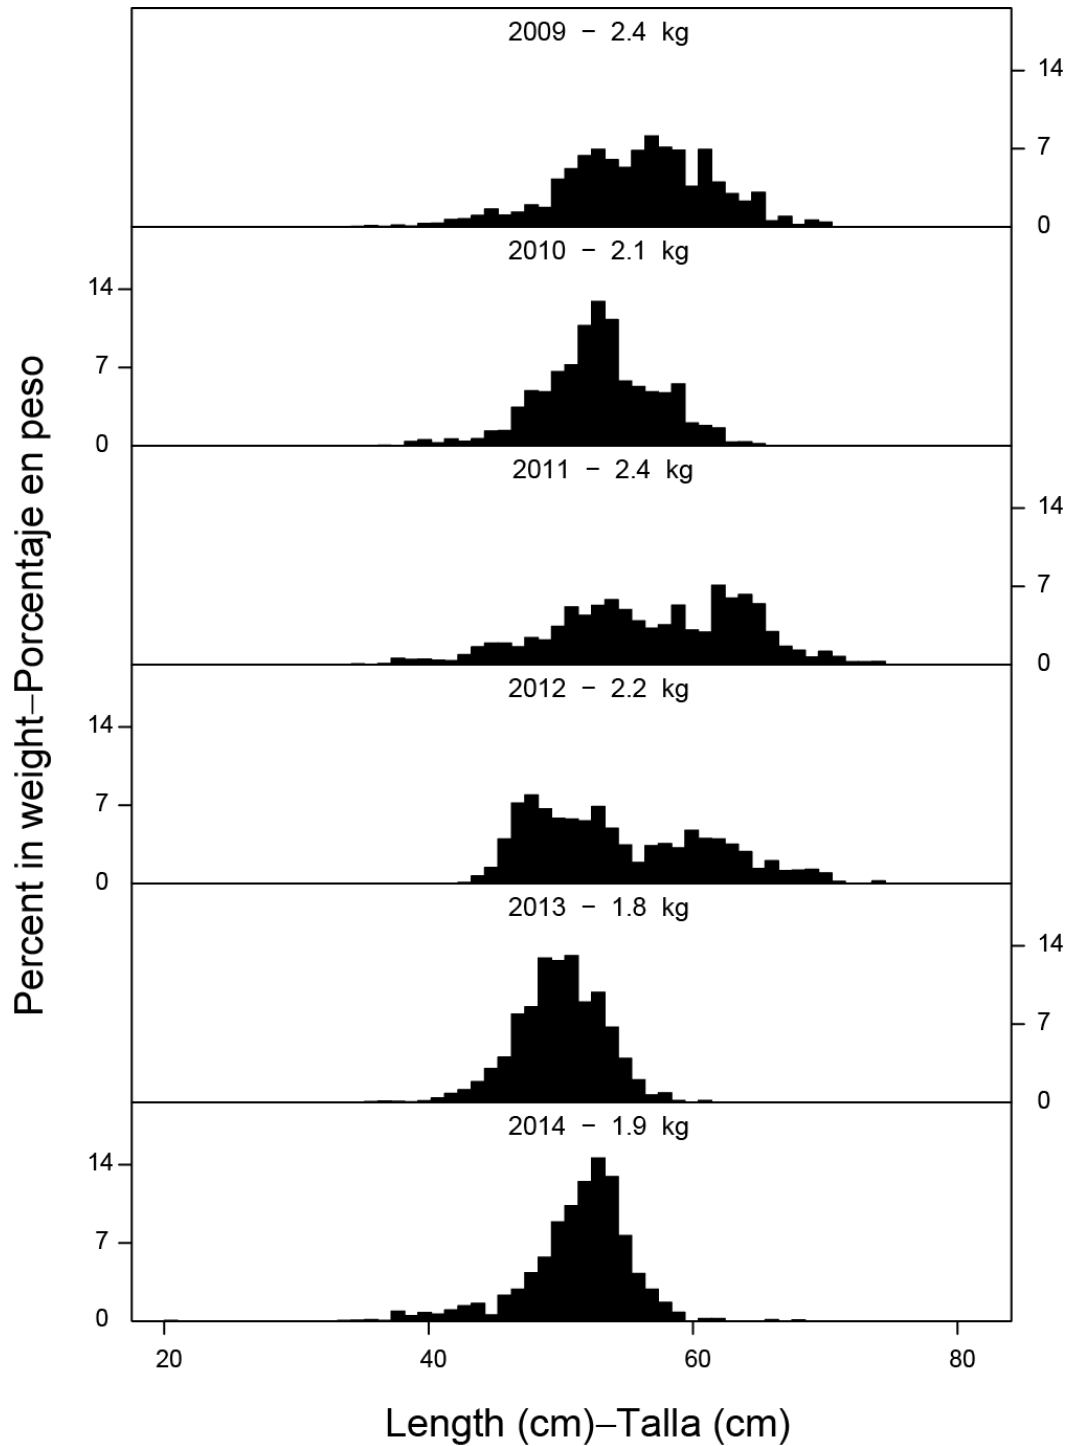 2009 − 2.4 kg
14
7
0
2010 − 2.1 kg
14
7
0
2011 − 2.4 kg
14
7
0
2012 − 2.2 kg
14
7
0
2013 − 1.8 kg
14
7
0
2014 − 1.9 kg
14
7
0
20 40 60 80
Length (cm)–Talla (cm)
Percent in weight–Porcentaje en peso